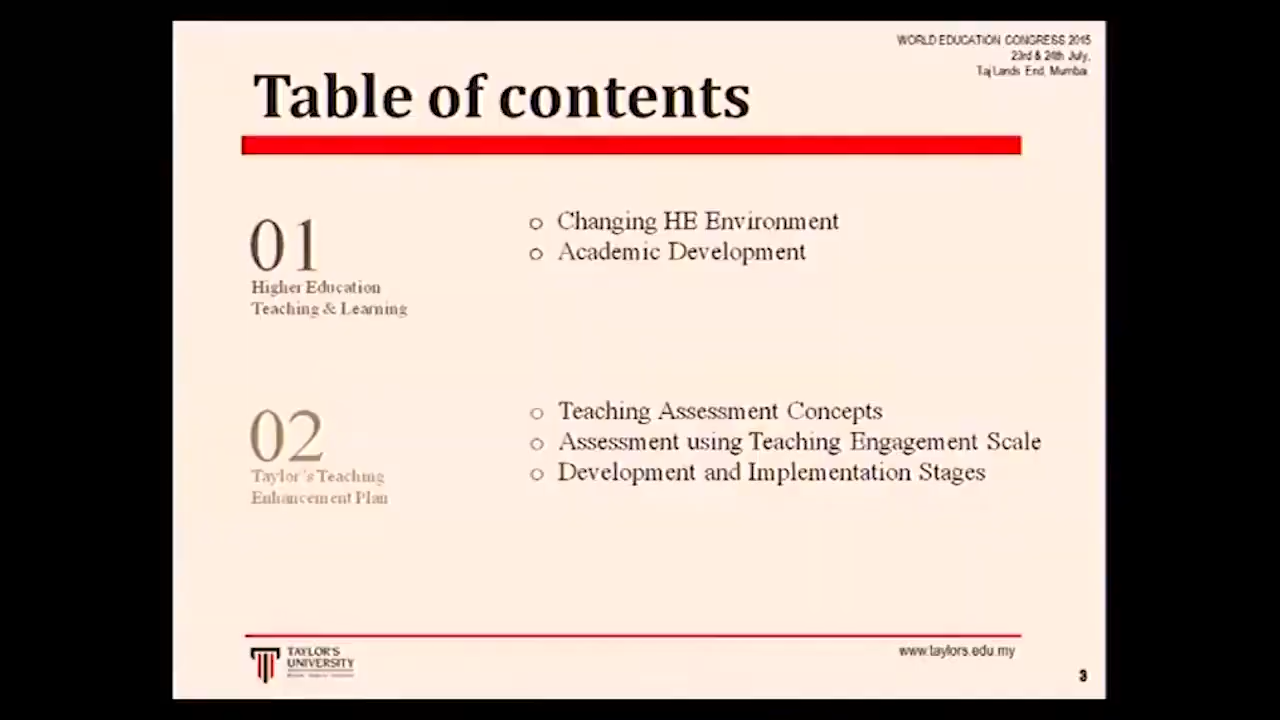 WORLD EDUCATION CONGRESS 2015
23rd & 24th July,
Taj Lands End, Mumbai.
Table of contents
01
Higher Education
Teaching & Learning
o Changing HE Environment
o Academic Development
02
Taylor's Teaching
Enhancement Plan
o Teaching Assessment Concepts
o Assessment using Teaching Engagement Scale
o Development and Implementation Stages
TAYLOR'S
UNIVERSITY
www.taylors.edu.my
3